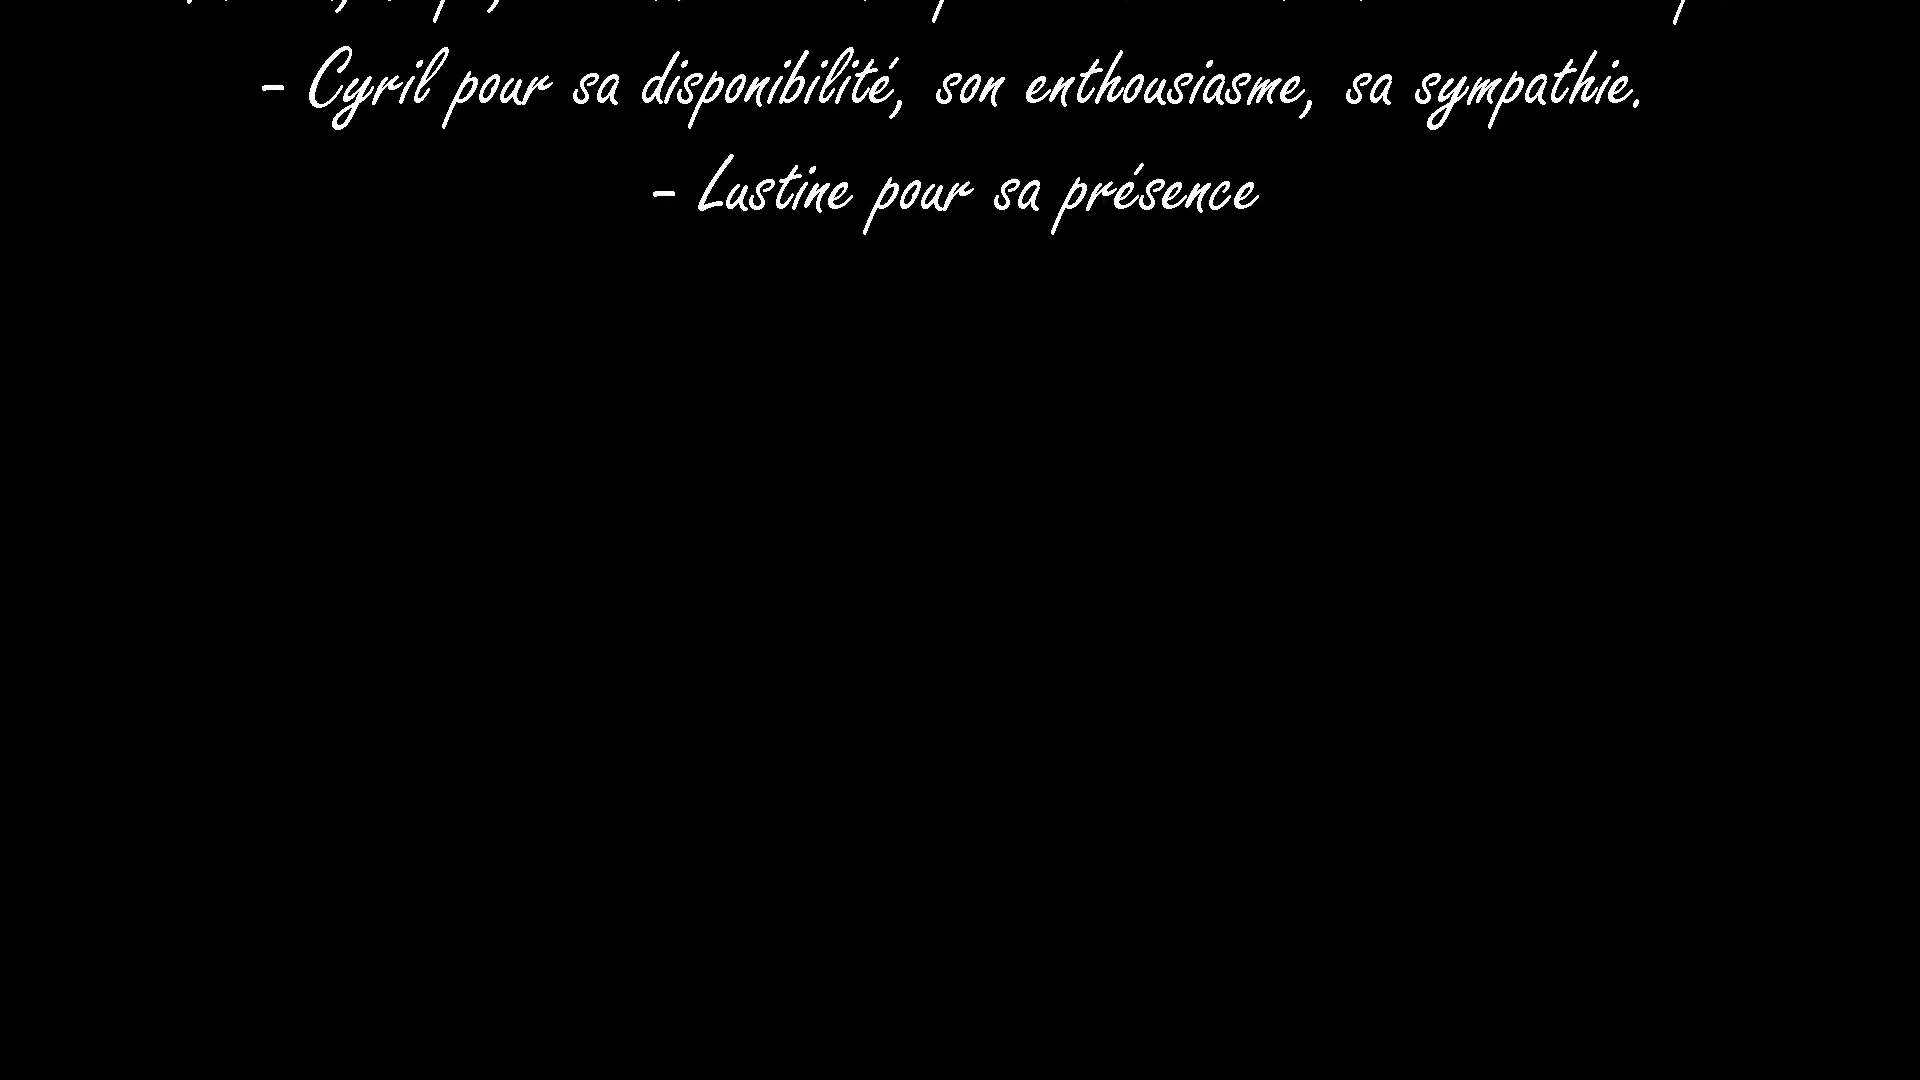 - Cyril pour sa disponibilité, son enthousiasme, sa sympathie.
- Lustine pour sa présence